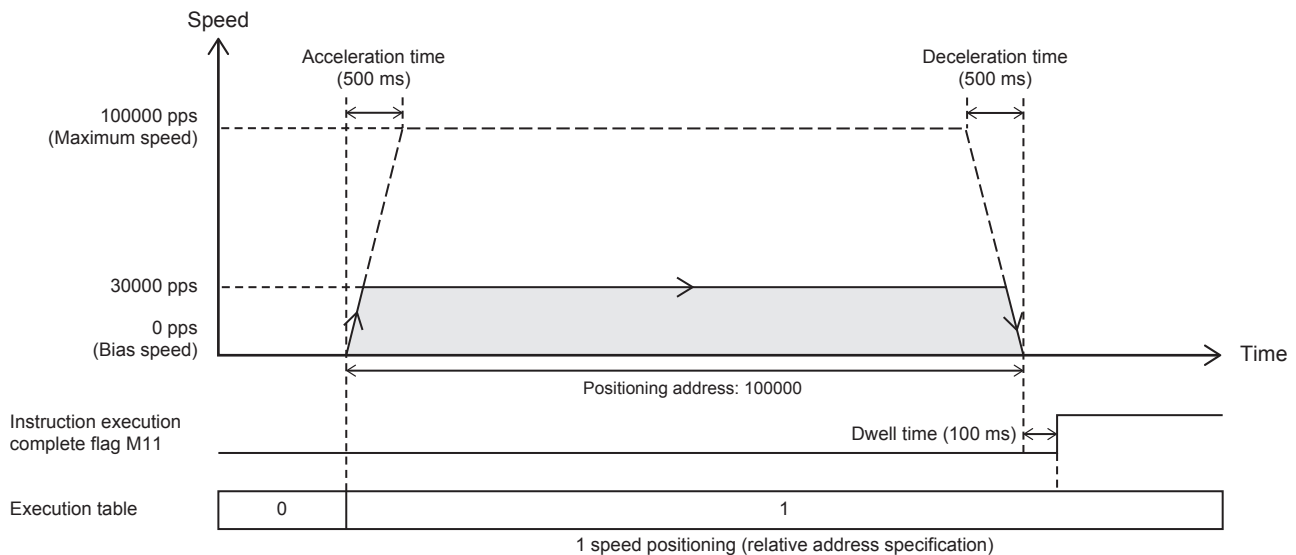 Speed
Acceleration time
(500 ms)
Deceleration time
(500 ms)
100000 pps
(Maximum speed)
30000 pps
0 pps
(Bias speed)
Time
Positioning address: 100000
Instruction execution
complete flag M11
Dwell time (100 ms)
Execution table
0
1
1 speed positioning (relative address specification)